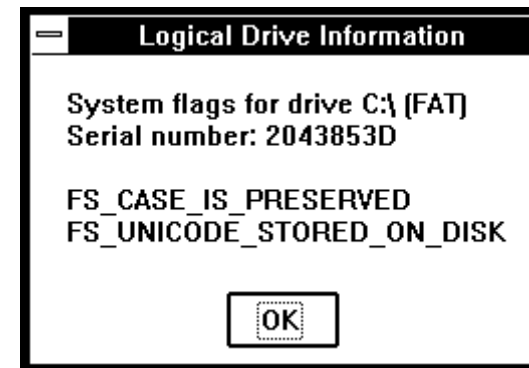 Logical Drive Information
System flags for drive C:\ (FAT)
Serial number: 2043853D
FS_CASE_IS_PRESERVED
FS_UNICODE_STORED_ON_DISK
OK